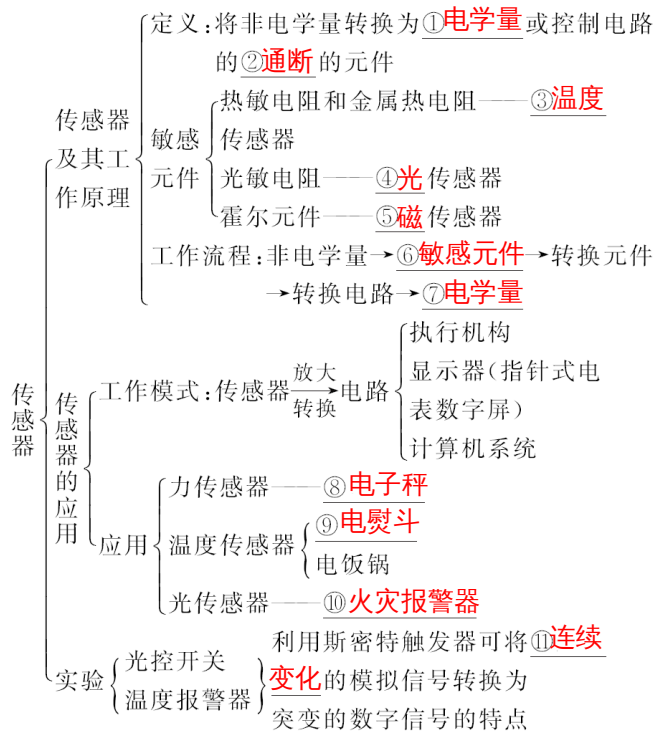 定义:将非电学量转换为①电学量或控制电路
的②通断的元件
热敏电阻和金属热电阻——③温度
传感器
传感器
及其工
作原理
敏感
元件
光敏电阻——④光传感器
霍尔元件——⑤磁传感器
工作流程:非电学量→⑥敏感元件→转换元件
→转换电路→⑦电学量
传感器
传感器的应用
工作模式:传感器
放大
转换
电路
执行机构
显示器(指针式电
表数字屏)
计算机系统
应用
力传感器——⑧电子秤
温度传感器
⑨电熨斗
电饭锅
光传感器——⑩火灾报警器
实验
光控开关
温度报警器
利用斯密特触发器可将⑪连续
变化的模拟信号转换为
突变的数字信号的特点